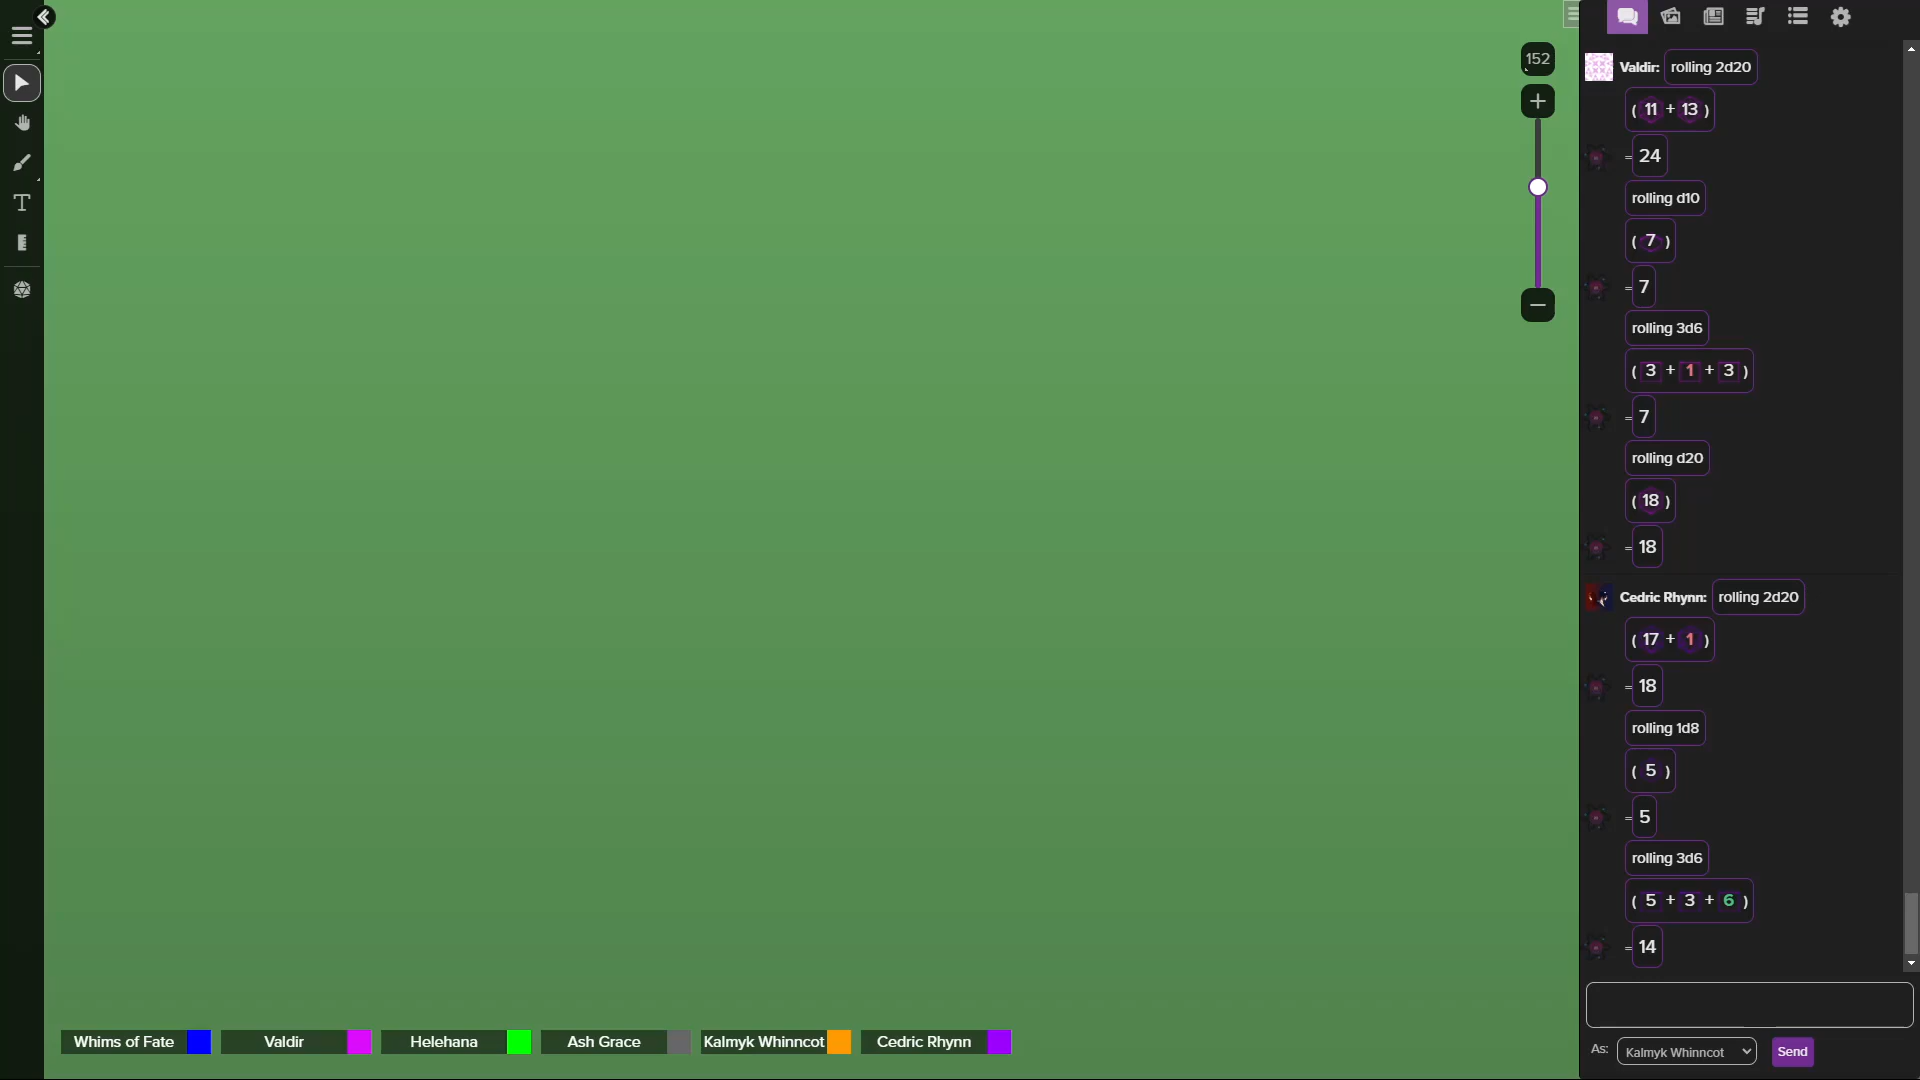 152
Valdir: rolling 2d20
( 11 + 13 )
= 24
rolling d10
( 7 )
= 7
rolling 3d6
( 3 + 1 + 3 )
= 7
rolling d20
( 18 )
= 18
Cedric Rhynn: rolling 2d20
( 17 + 1 )
= 18
rolling 1d8
( 5 )
= 5
rolling 3d6
( 5 + 3 + 6 )
= 14
As: Kalmyk Whinncot Send
Whims of Fate Valdir Helehana Ash Grace Kalmyk Whinncot Cedric Rhynn